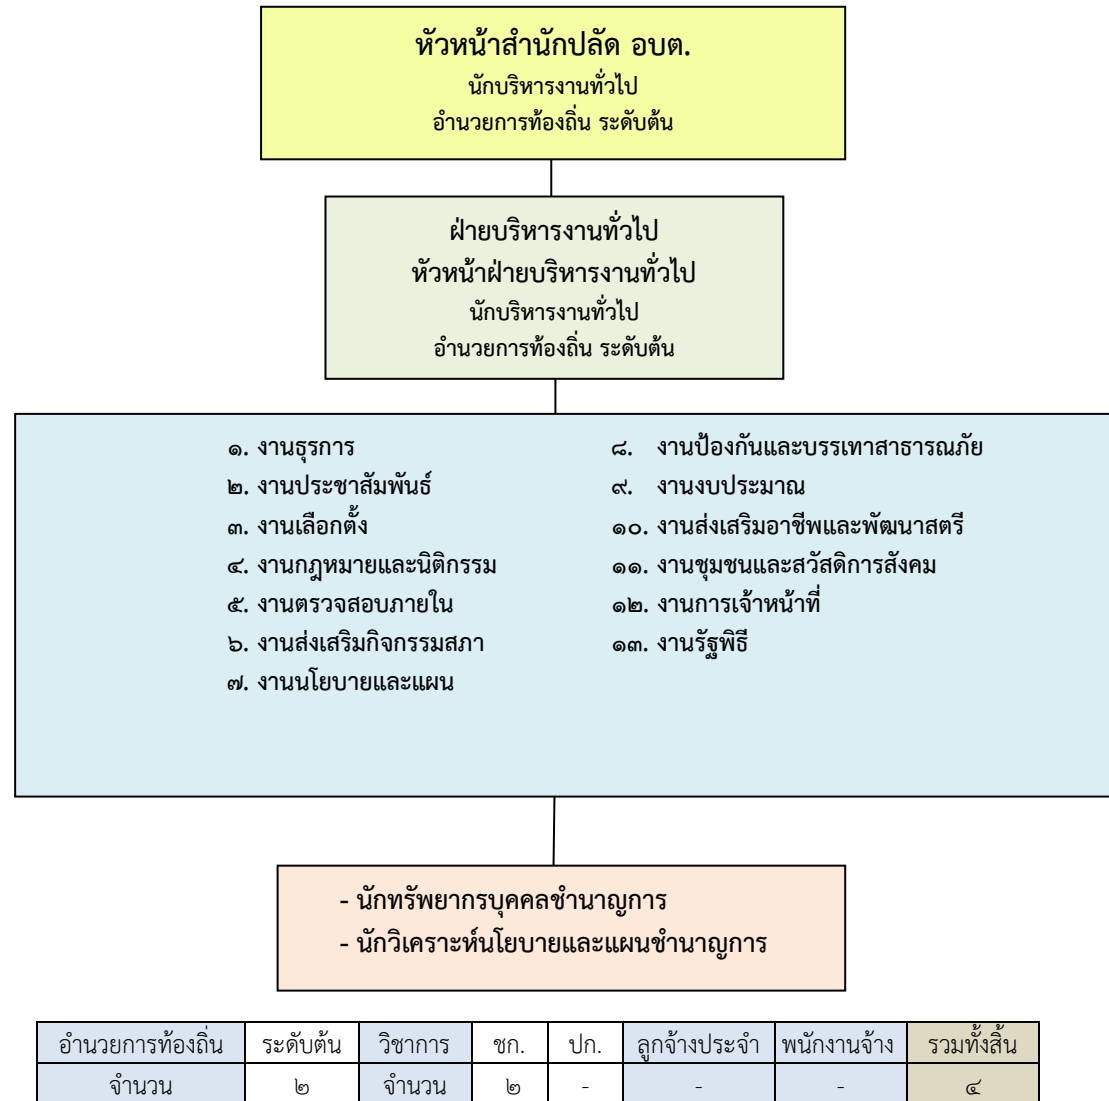 หัวหน้าสำนักปลัด อบต.
นักบริหารงานทั่วไป
อำนวยการท้องถิ่น ระดับต้น
ฝ่ายบริหารงานทั่วไป
หัวหน้าฝ่ายบริหารงานทั่วไป
นักบริหารงานทั่วไป
อำนวยการท้องถิ่น ระดับต้น
๑. งานธุรการ
๒. งานประชาสัมพันธ์
๓. งานเลือกตั้ง
๔. งานกฎหมายและนิติกรรม
๕. งานตรวจสอบภายใน
๖. งานส่งเสริมกิจกรรมสภา
๗. งานนโยบายและแผน
๘. งานป้องกันและบรรเทาสาธารณภัย
๙. งานงบประมาณ
๑๐. งานส่งเสริมอาชีพและพัฒนาสตรี
๑๑. งานชุมชนและสวัสดิการสังคม
๑๒. งานการเจ้าหน้าที่
๑๓. งานรัฐพิธี
- นักทรัพยากรบุคคลชำนาญการ
- นักวิเคราะห์นโยบายและแผนชำนาญการ
อำนวยการท้องถิ่น ระดับต้น วิชาการ ชก. ปก. ลูกจ้างประจำ พนักงานจ้าง รวมทั้งสิ้น
จำนวน ๒ จำนวน ๒ - - - ๔